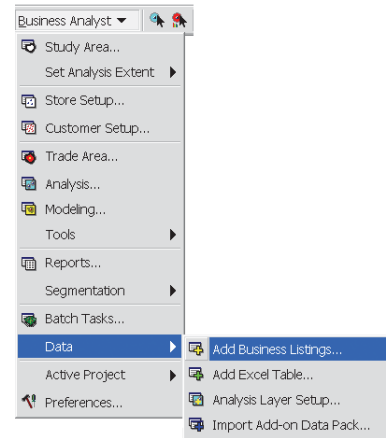 Business Analyst
Study Area...
Set Analysis Extent
Store Setup...
Customer Setup...
Trade Area...
Analysis...
Modeling...
Tools
Reports...
Segmentation
Batch Tasks...
Data
Add Business Listings...
Add Excel Table...
Analysis Layer Setup...
Import Add-on Data Pack...
Active Project
Preferences...